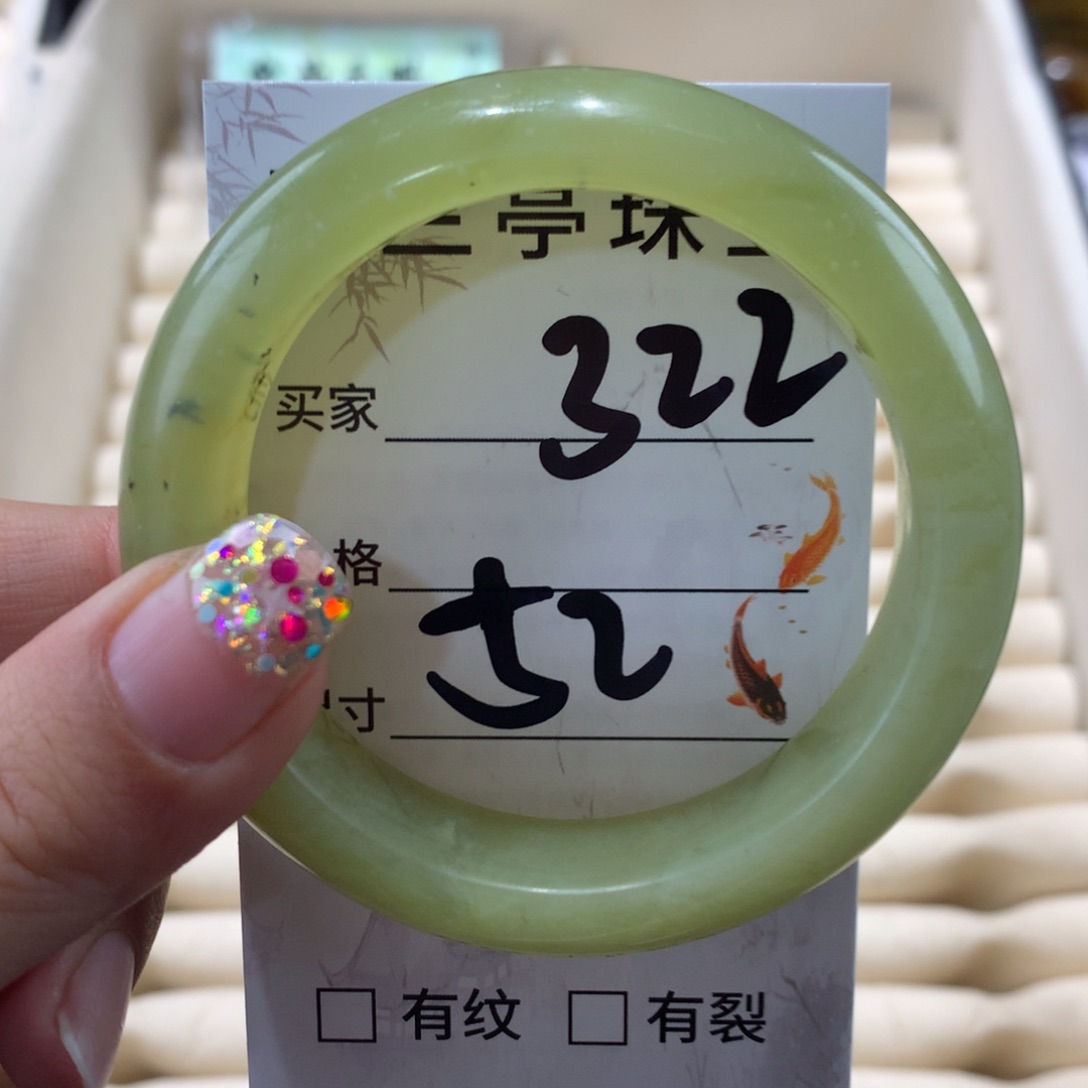 亭珠
买家 322
格
寸 52
□ 有纹 □ 有裂